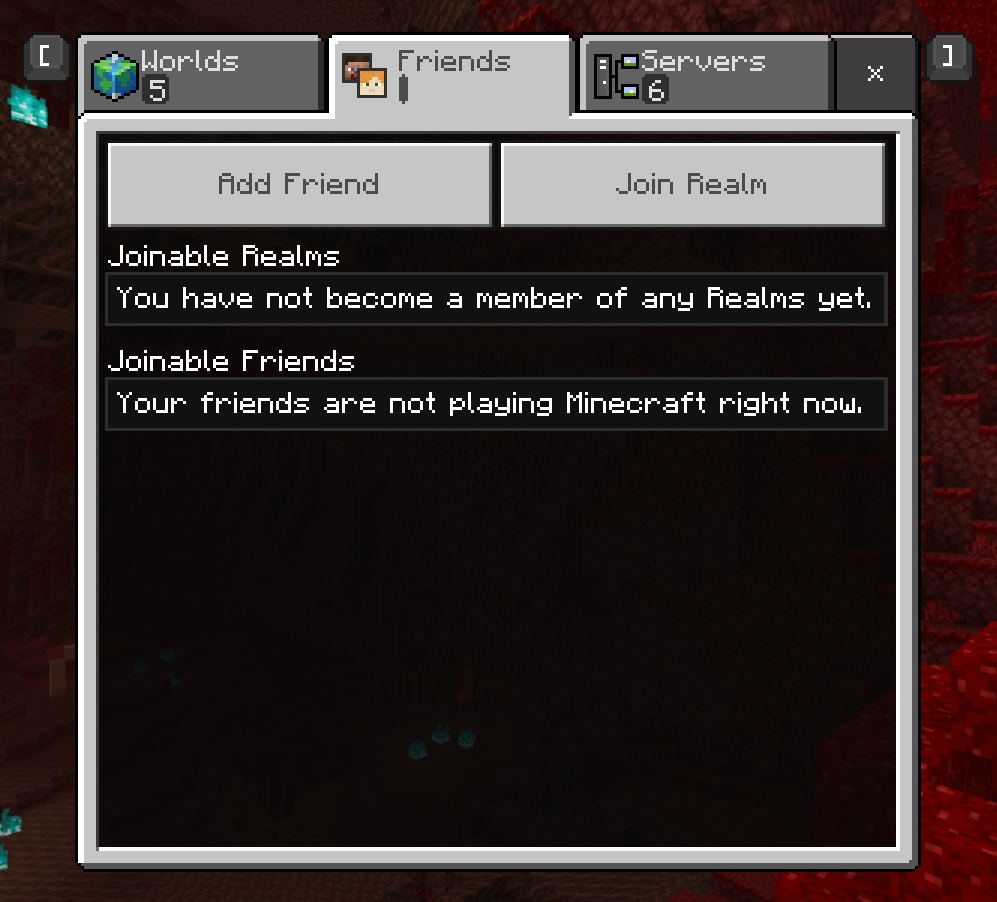 [
Worlds
5
Friends
Servers
6
x
]
Add Friend
Join Realm
Joinable Realms
You have not become a member of any Realms yet.
Joinable Friends
Your friends are not playing Minecraft right now.